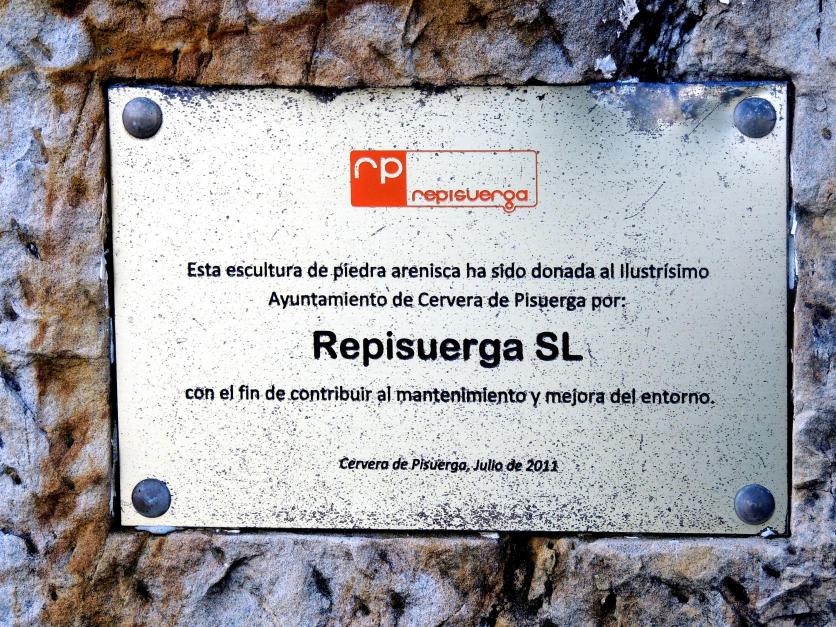 rp
repisuerga
Esta escultura de piedra arenisca ha sido donada al Ilustrísimo
Ayuntamiento de Cervera de Pisuerga por:
Repisuerga SL
con el fin de contribuir al mantenimiento y mejora del entorno.
Cervera de Pisuerga, Julio de 2011